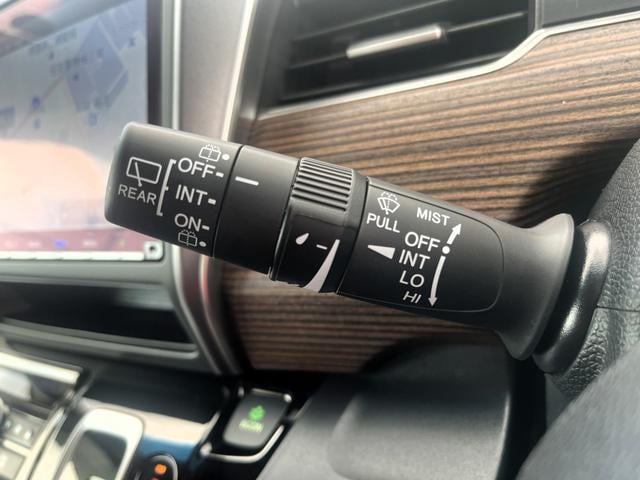 REAR
OFF
INT
ON
PULL
MIST
OFF
INT
LO
HI